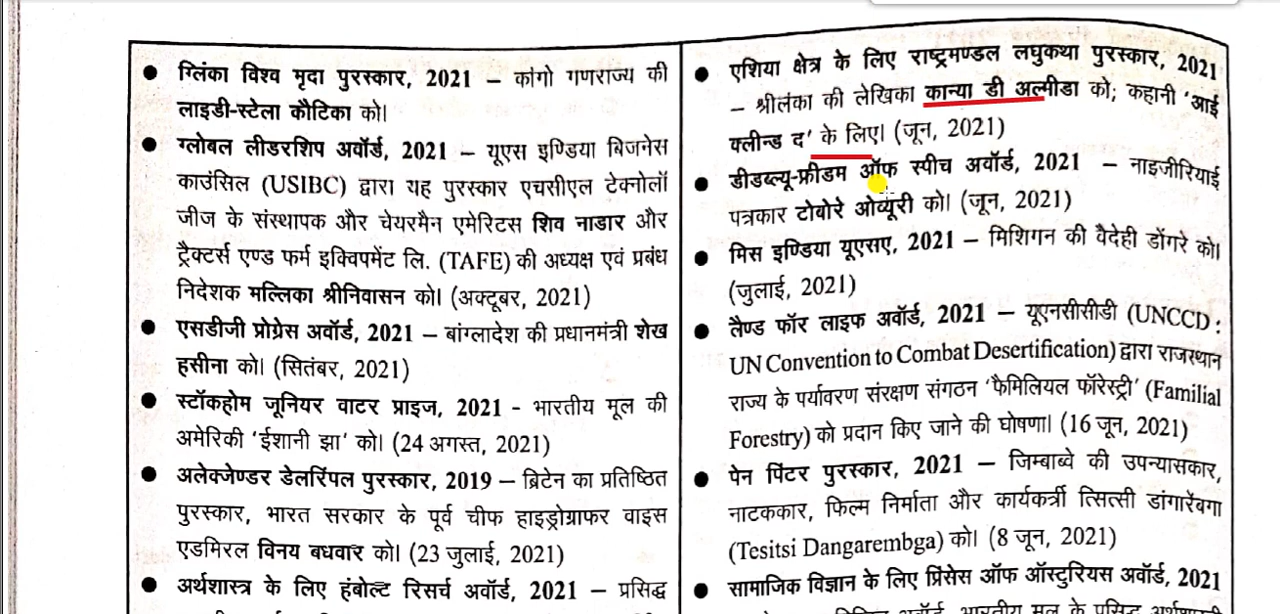 ● ग्लिंका विश्व मृदा पुरस्कार, 2021 – कांगो गणराज्य की
लाइडी-स्टेला कौटिका को।
● ग्लोबल लीडरशिप अवॉर्ड, 2021 – यूएस इण्डिया बिजनेस
काउंसिल (USIBC) द्वारा यह पुरस्कार एचसीएल टेक्नोलॉ
जीज के संस्थापक और चेयरमैन एमेरिटस शिव नाडार और
ट्रैक्टर्स एण्ड फर्म इक्विपमेंट लि. (TAFE) की अध्यक्ष एवं प्रबंध
निदेशक मल्लिका श्रीनिवासन को। (अक्टूबर, 2021)
● एसडीजी प्रोग्रेस अवॉर्ड, 2021 – बांग्लादेश की प्रधानमंत्री शेख
हसीना को। (सितंबर, 2021)
● स्टॉकहोम जूनियर वाटर प्राइज, 2021 - भारतीय मूल की
अमेरिकी 'ईशानी झा' को। (24 अगस्त, 2021)
● अलेक्जेण्डर डेलरिंपल पुरस्कार, 2019 – ब्रिटेन का प्रतिष्ठित
पुरस्कार, भारत सरकार के पूर्व चीफ हाइड्रोग्राफर वाइस
एडमिरल विनय बधवार को। (23 जुलाई, 2021)
● अर्थशास्त्र के लिए हंबोल्ट रिसर्च अवॉर्ड, 2021 – प्रसिद्ध
● एशिया क्षेत्र के लिए राष्ट्रमण्डल लघुकथा पुरस्कार, 2021
– श्रीलंका की लेखिका कान्या डी अल्मीडा को; कहानी 'आई
क्लीन्ड द' के लिए। (जून, 2021)
● डीडब्ल्यू-फ्रीडम ऑफ स्पीच अवॉर्ड, 2021 – नाइजीरियाई
पत्रकार टोबोरे ओव्यूरी को। (जून, 2021)
● मिस इण्डिया यूएसए, 2021 – मिशिगन की वैदेही डोंगरे को।
(जुलाई, 2021)
● लैण्ड फॉर लाइफ अवॉर्ड, 2021 – यूएनसीसीडी (UNCCD :
UN Convention to Combat Desertification) द्वारा राजस्थान
राज्य के पर्यावरण संरक्षण संगठन 'फैमिलियल फॉरेस्ट्री' (Familial
Forestry) को प्रदान किए जाने की घोषणा। (16 जून, 2021)
● पेन पिंटर पुरस्कार, 2021 – जिम्बाब्वे की उपन्यासकार,
नाटककार, फिल्म निर्माता और कार्यकर्त्री त्सित्सी डांगारेंबगा
(Tesitsi Dangarembga) को। (8 जून, 2021)
● सामाजिक विज्ञान के लिए प्रिंसेस ऑफ ऑस्टुरियस अवॉर्ड, 2021